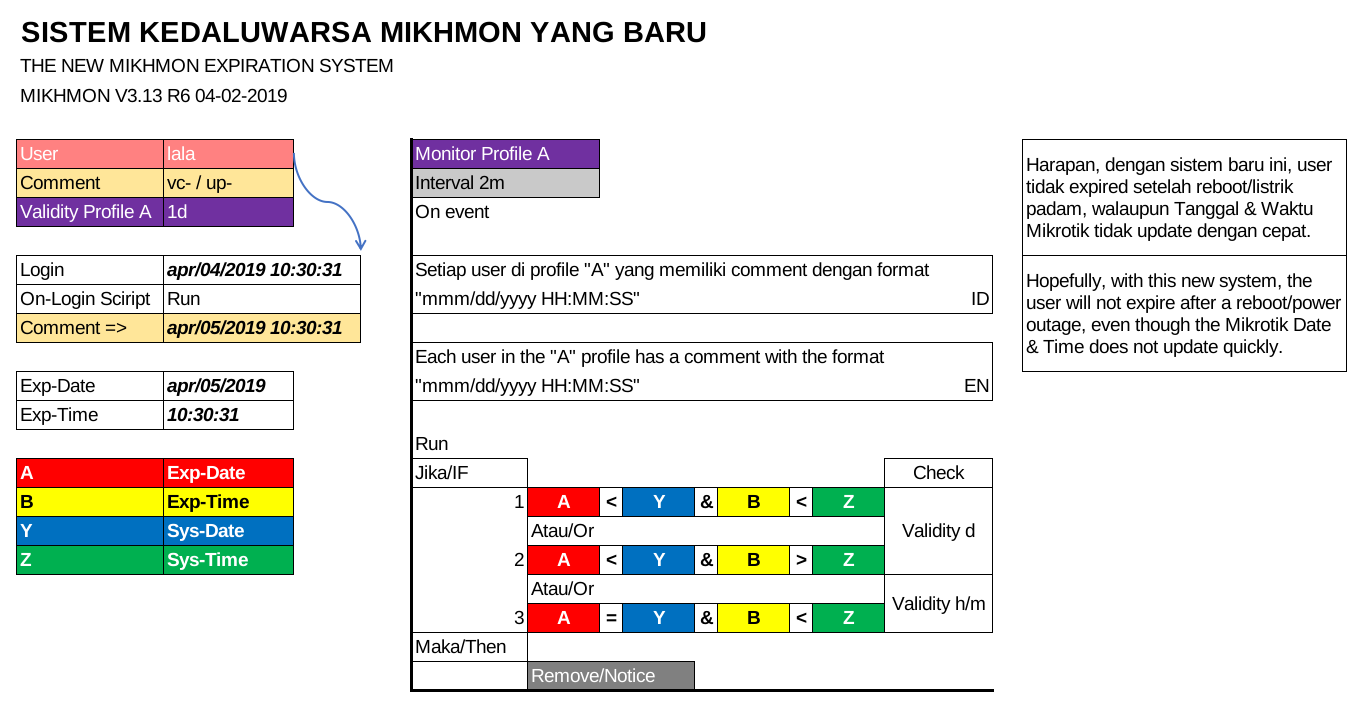 SISTEM KEDALUWARSA MIKHMON YANG BARU
THE NEW MIKHMON EXPIRATION SYSTEM
MIKHMON V3.13 R6 04-02-2019
User lala
Comment vc- / up-
Validity Profile A 1d
Login apr/04/2019 10:30:31
On-Login Sciript Run
Comment => apr/05/2019 10:30:31
Exp-Date apr/05/2019
Exp-Time 10:30:31
A Exp-Date
B Exp-Time
Y Sys-Date
Z Sys-Time
Monitor Profile A
Interval 2m
On event
Setiap user di profile "A" yang memiliki comment dengan format
"mmm/dd/yyyy HH:MM:SS" ID
Each user in the "A" profile has a comment with the format
"mmm/dd/yyyy HH:MM:SS" EN
Run
Jika/IF Check
1 A < Y & B < Z
Atau/Or Validity d
2 A < Y & B > Z
Atau/Or
Validity h/m
3 A = Y & B < Z
Maka/Then
Remove/Notice
Harapan, dengan sistem baru ini, user
tidak expired setelah reboot/listrik
padam, walaupun Tanggal & Waktu
Mikrotik tidak update dengan cepat.
Hopefully, with this new system, the
user will not expire after a reboot/power
outage, even though the Mikrotik Date
& Time does not update quickly.